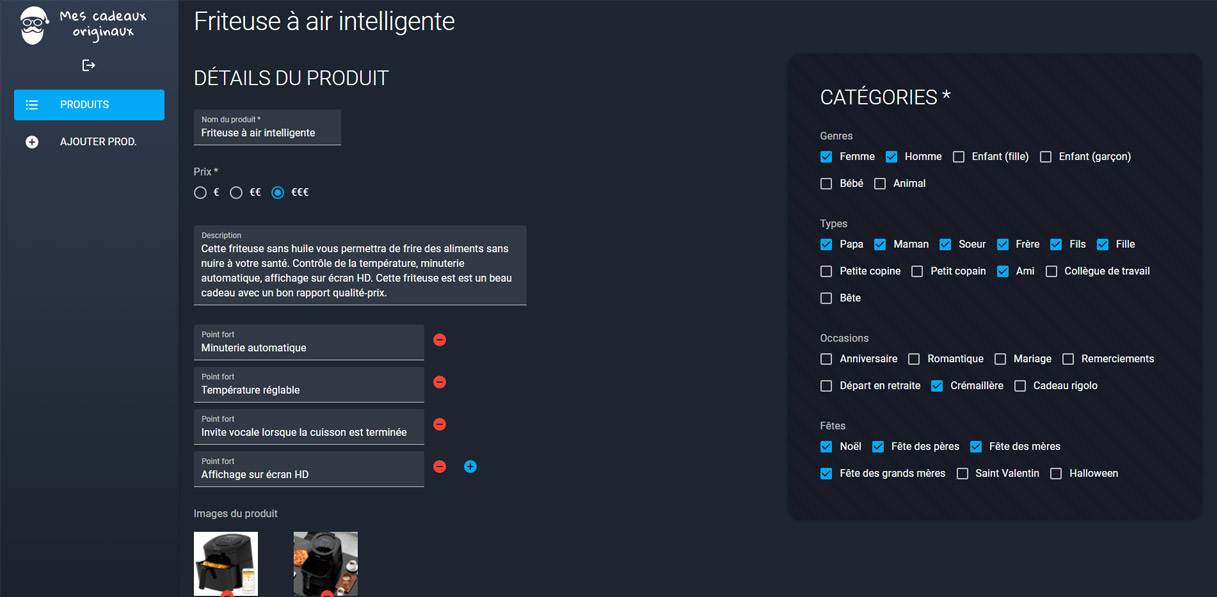 Mes cadeaux
originaux
PRODUITS
AJOUTER PROD.
Friteuse à air intelligente
DÉTAILS DU PRODUIT
Nom du produit *
Friteuse à air intelligente
Prix *
€ €€ €€€
Description
Cette friteuse sans huile vous permettra de frire des aliments sans
nuire à votre santé. Contrôle de la température, minuterie
automatique, affichage sur écran HD. Cette friteuse est est un beau
cadeau avec un bon rapport qualité-prix.
Point fort
Minuterie automatique
Point fort
Température réglable
Point fort
Invite vocale lorsque la cuisson est terminée
Point fort
Affichage sur écran HD
Images du produit
CATÉGORIES *
Genres
Femme Homme Enfant (fille) Enfant (garçon)
Bébé Animal
Types
Papa Maman Soeur Frère Fils Fille
Petite copine Petit copain Ami Collègue de travail
Bête
Occasions
Anniversaire Romantique Mariage Remerciements
Départ en retraite Crémaillère Cadeau rigolo
Fêtes
Noël Fête des pères Fête des mères
Fête des grands mères Saint Valentin Halloween